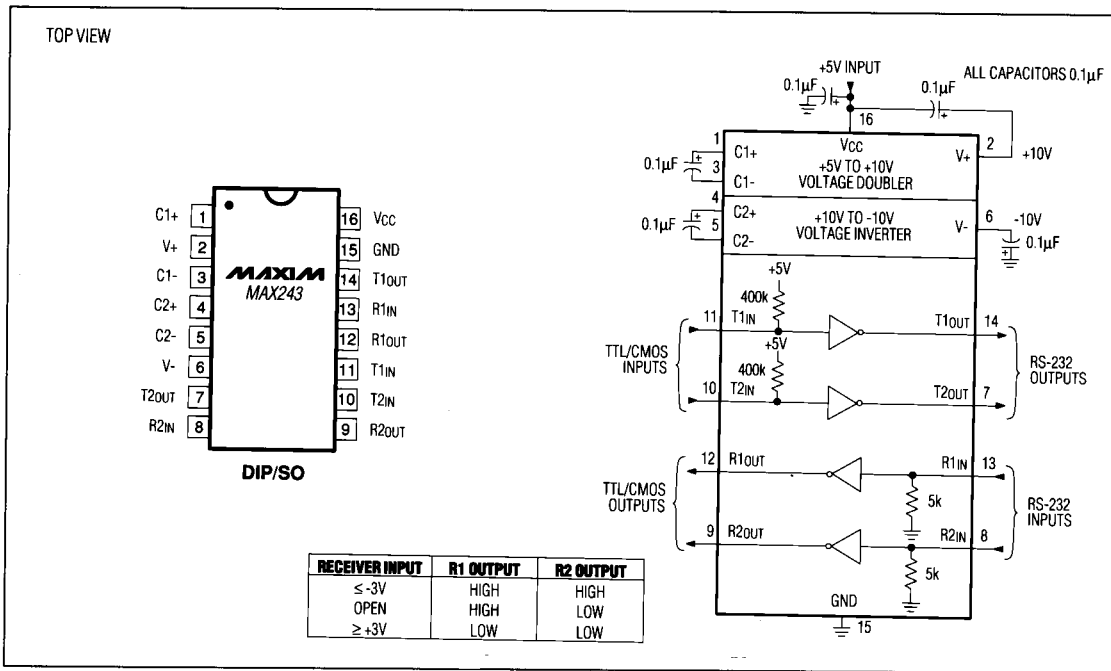 TOP VIEW
C1+ 1
V+ 2
C1- 3
C2+ 4
C2- 5
V- 6
T2OUT 7
R2IN 8
MAXIM
MAX243
16 VCC
15 GND
14 T1OUT
13 R1IN
12 R1OUT
11 T1IN
10 T2IN
9 R2OUT
DIP/SO
+5V INPUT
ALL CAPACITORS 0.1µF
0.1µF
0.1µF
16
1
C1+
VCC
V+
2
+10V
0.1µF
3
C1-
+5V TO +10V
VOLTAGE DOUBLER
4
C2+
0.1µF
5
C2-
+10V TO -10V
VOLTAGE INVERTER
V-
6
-10V
0.1µF
+5V
400k
11
T1IN
T1OUT
14
+5V
400k
TTL/CMOS
INPUTS
RS-232
OUTPUTS
10
T2IN
T2OUT
7
12
R1OUT
R1IN
13
5k
TTL/CMOS
OUTPUTS
RS-232
INPUTS
9
R2OUT
R2IN
8
5k
GND
15
RECEIVER INPUT R1 OUTPUT R2 OUTPUT
≤ -3V HIGH HIGH
OPEN HIGH LOW
≥ +3V LOW LOW